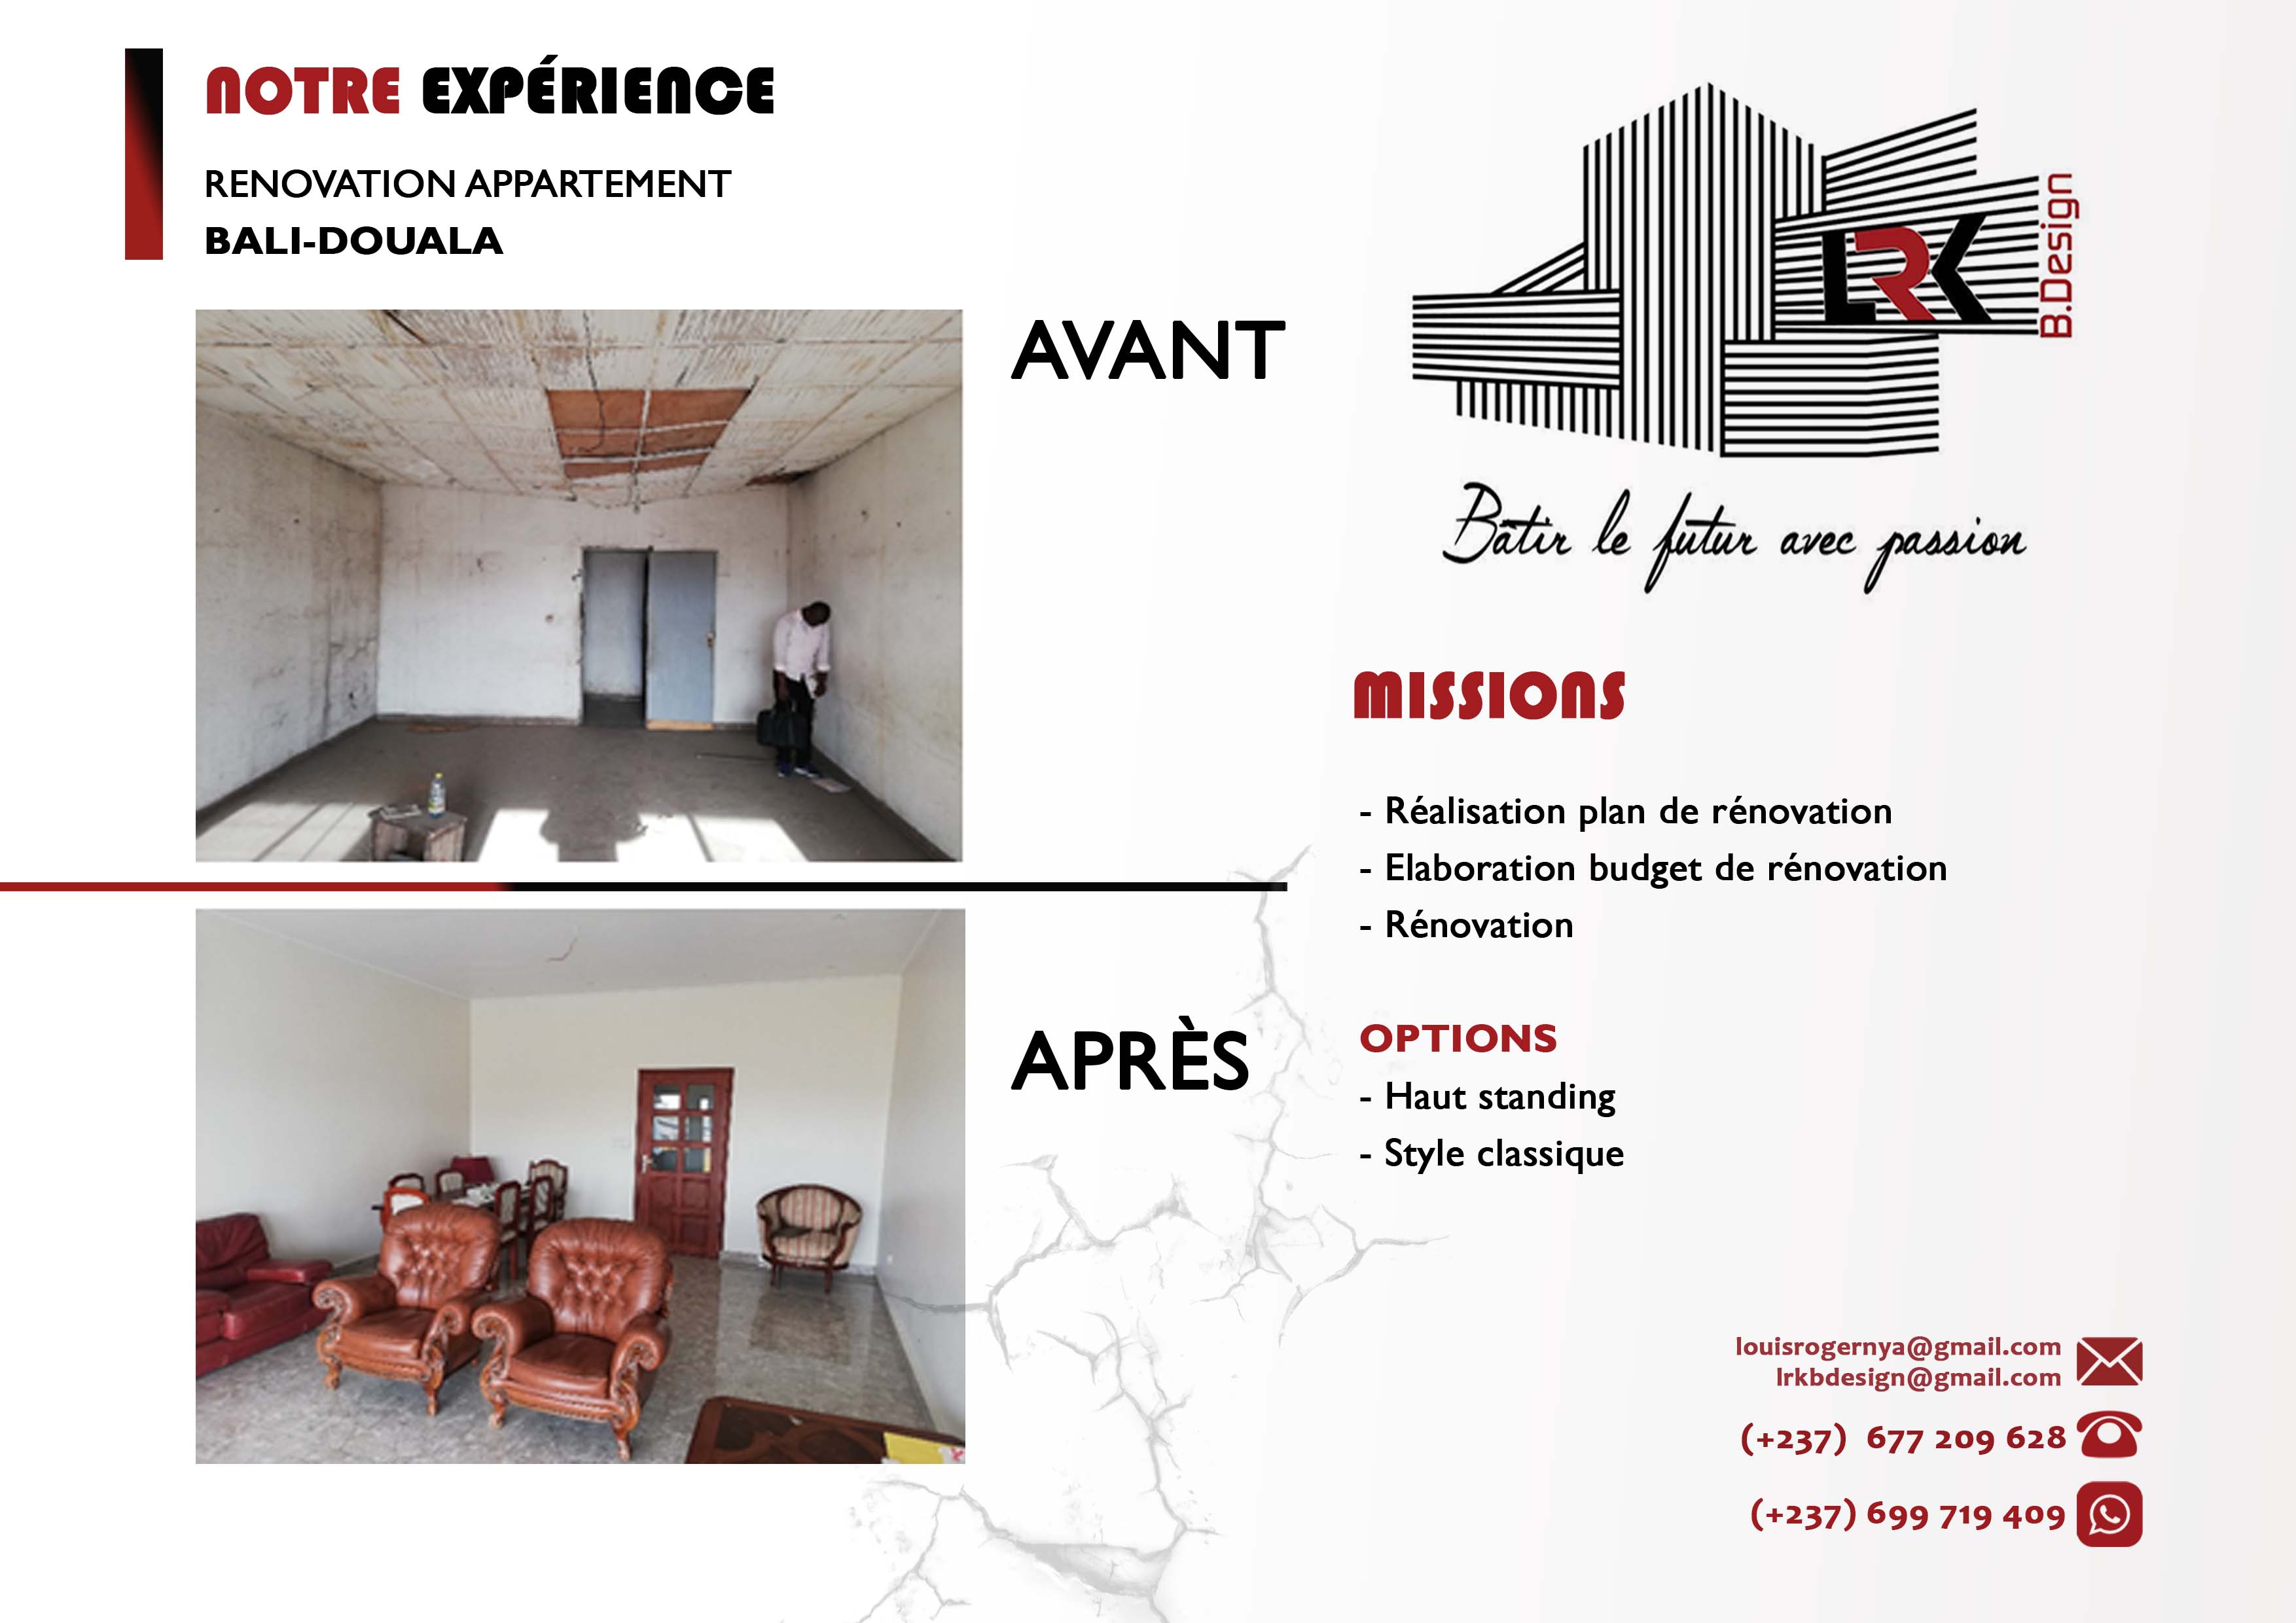 NOTRE EXPÉRIENCE
RENOVATION APPARTEMENT
BALI-DOUALA
AVANT
APRÈS
LRK
B.Design
Bâtir le futur avec passion
MISSIONS
- Réalisation plan de rénovation
- Elaboration budget de rénovation
- Rénovation
OPTIONS
- Haut standing
- Style classique
louisrogernya@gmail.com
lrkbdesign@gmail.com
(+237) 677 209 628
(+237) 699 719 409